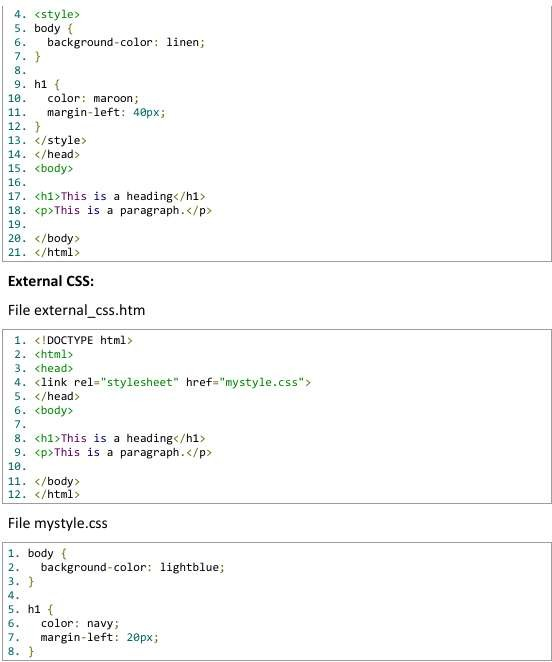 4. <style>
5. body {
6.   background-color: linen;
7. }
8.
9. h1 {
10.   color: maroon;
11.   margin-left: 40px;
12. }
13. </style>
14. </head>
15. <body>
16.
17. <h1>This is a heading</h1>
18. <p>This is a paragraph.</p>
19.
20. </body>
21. </html>
External CSS:
File external_css.htm
1. <!DOCTYPE html>
2. <html>
3. <head>
4. <link rel="stylesheet" href="mystyle.css">
5. </head>
6. <body>
7.
8. <h1>This is a heading</h1>
9. <p>This is a paragraph.</p>
10.
11. </body>
12. </html>
File mystyle.css
1. body {
2.   background-color: lightblue;
3. }
4.
5. h1 {
6.   color: navy;
7.   margin-left: 20px;
8. }